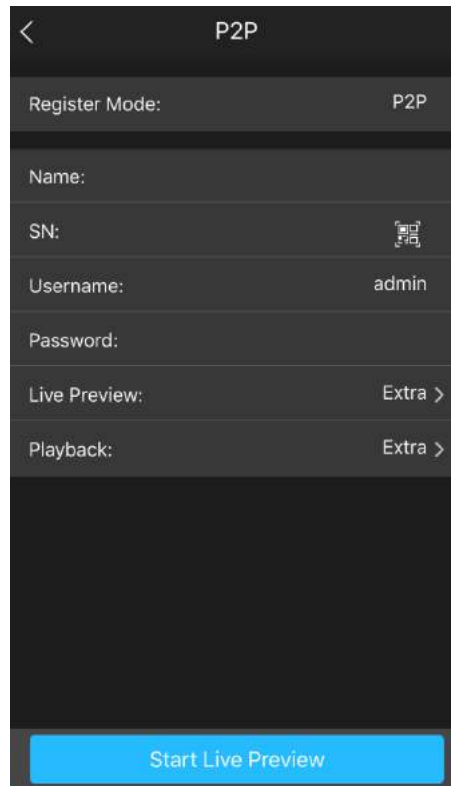 P2P
Register Mode: P2P
Name:
SN:
Username: admin
Password:
Live Preview: Extra
Playback: Extra
Start Live Preview